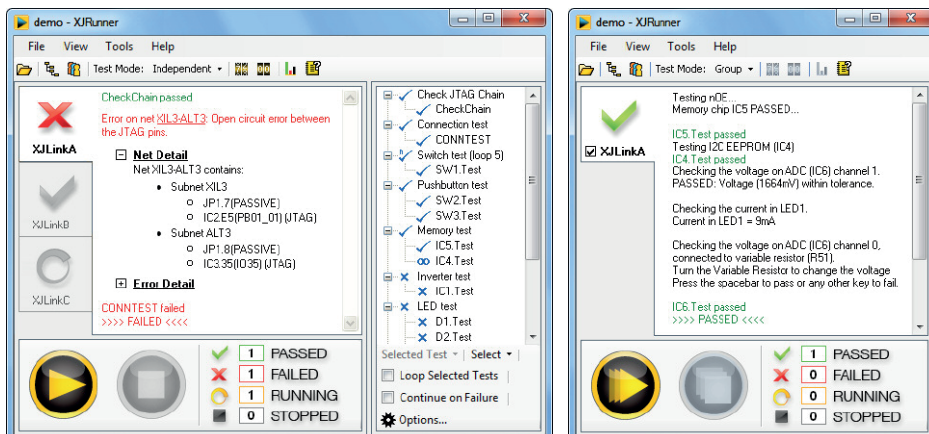 demo - XJRunner
File View Tools Help
Test Mode: Independent
XJLinkA
XJLinkB
XJLinkC
CheckChain passed
Error on net XIL3-ALT3: Open circuit error between
the JTAG pins.
Net Detail
Net XIL3-ALT3 contains:
• Subnet XIL3
○ JP1.7(PASSIVE)
○ IC2.E5(PB01_01) (JTAG)
• Subnet ALT3
○ JP1.8(PASSIVE)
○ IC3.35(IO35) (JTAG)
Error Detail
CONNTEST failed
>>>> FAILED <<<<
1 PASSED
1 FAILED
1 RUNNING
0 STOPPED
Check JTAG Chain
CheckChain
Connection test
CONNTEST
Switch test (loop 5)
SW1.Test
Pushbutton test
SW2.Test
SW3.Test
Memory test
IC5.Test
IC4.Test
Inverter test
IC1.Test
LED test
D1.Test
D2.Test
Selected Test Select
Loop Selected Tests
Continue on Failure
Options...
demo - XJRunner
File View Tools Help
Test Mode: Group
XJLinkA
Testing nOE...
Memory chip IC5 PASSED...
IC5.Test passed
Testing I2C EEPROM (IC4)
IC4.Test passed
Checking the voltage on ADC (IC6) channel 1.
PASSED: Voltage (1664mV) within tolerance.
Checking the current in LED1.
Current in LED1 = 9mA
Checking the voltage on ADC (IC6) channel 0,
connected to variable resistor (R51).
Turn the Variable Resistor to change the voltage
Press the spacebar to pass or any other key to fail.
IC6.Test passed
>>>> PASSED <<<<
1 PASSED
0 FAILED
0 RUNNING
0 STOPPED